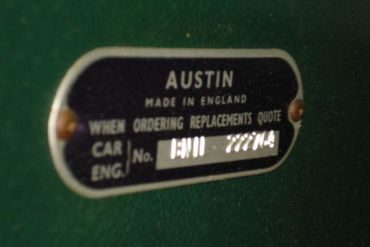 AUSTIN
MADE IN ENGLAND
WHEN ORDERING REPLACEMENTS QUOTE
CAR
ENG. No.